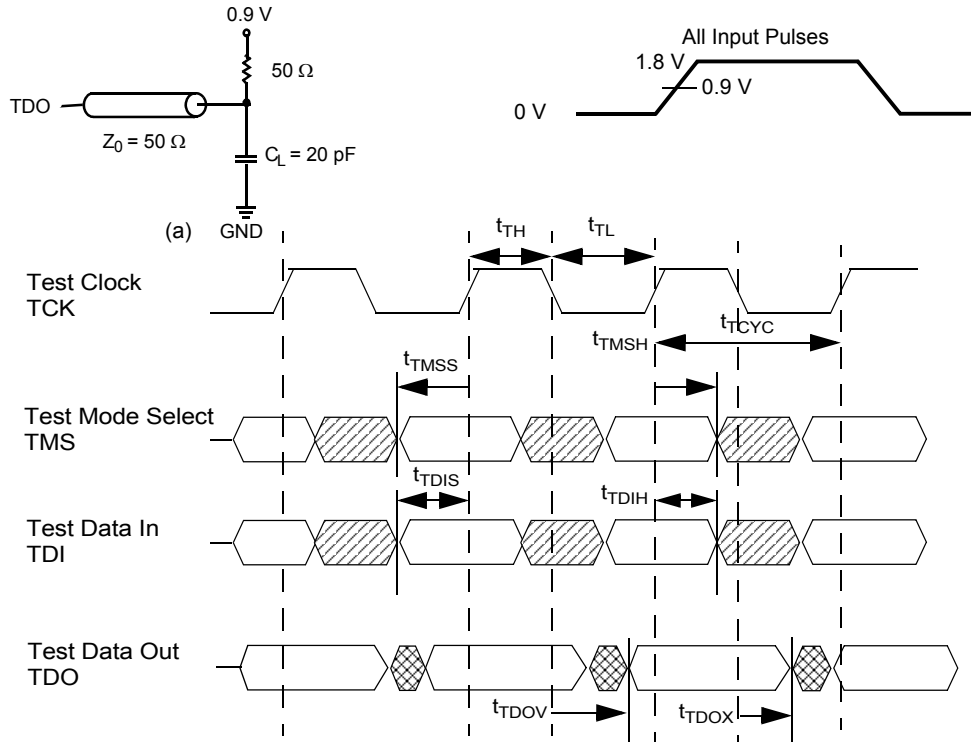 0.9 V
50 Ω
TDO
Z0 = 50 Ω
CL = 20 pF
(a)
GND
All Input Pulses
1.8 V
0.9 V
0 V
tTH
tTL
Test Clock
TCK
tTCYC
tTMSH
tTMSS
Test Mode Select
TMS
tTDIS
tTDIH
Test Data In
TDI
Test Data Out
TDO
tTDOV
tTDOX